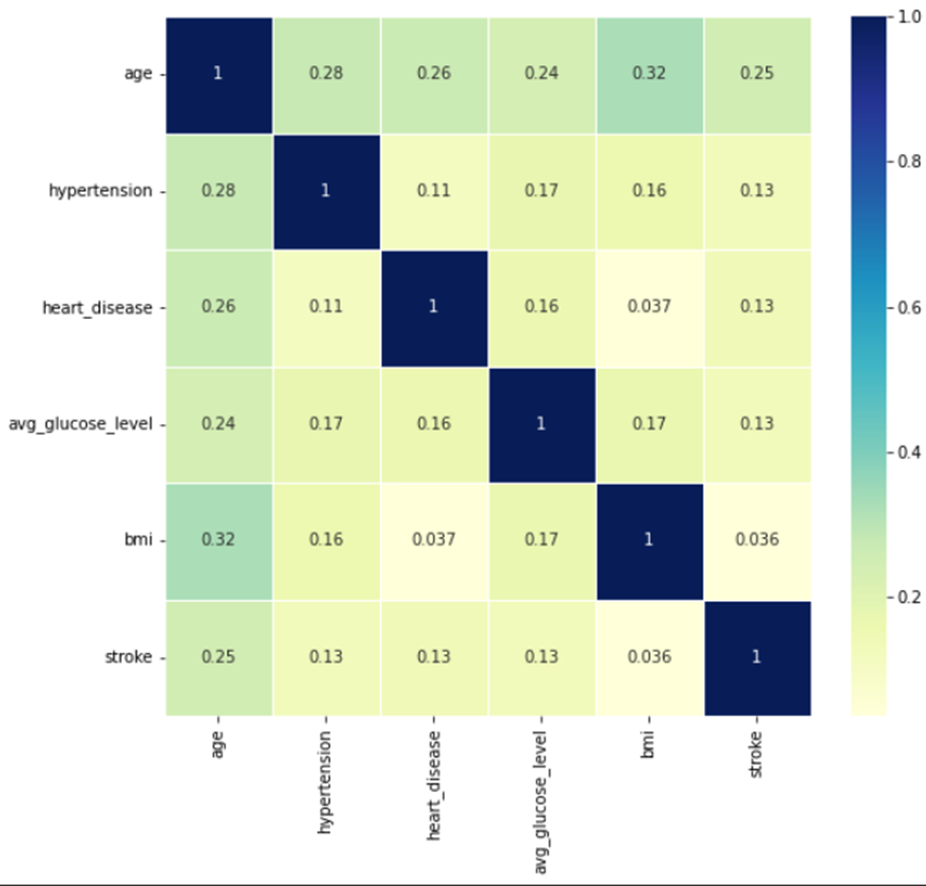 1.0
age 1 0.28 0.26 0.24 0.32 0.25
0.8
hypertension 0.28 1 0.11 0.17 0.16 0.13
heart_disease 0.26 0.11 1 0.16 0.037 0.13
0.6
avg_glucose_level 0.24 0.17 0.16 1 0.17 0.13
0.4
bmi 0.32 0.16 0.037 0.17 1 0.036
0.2
stroke 0.25 0.13 0.13 0.13 0.036 1
age
hypertension
heart_disease
avg_glucose_level
bmi
stroke